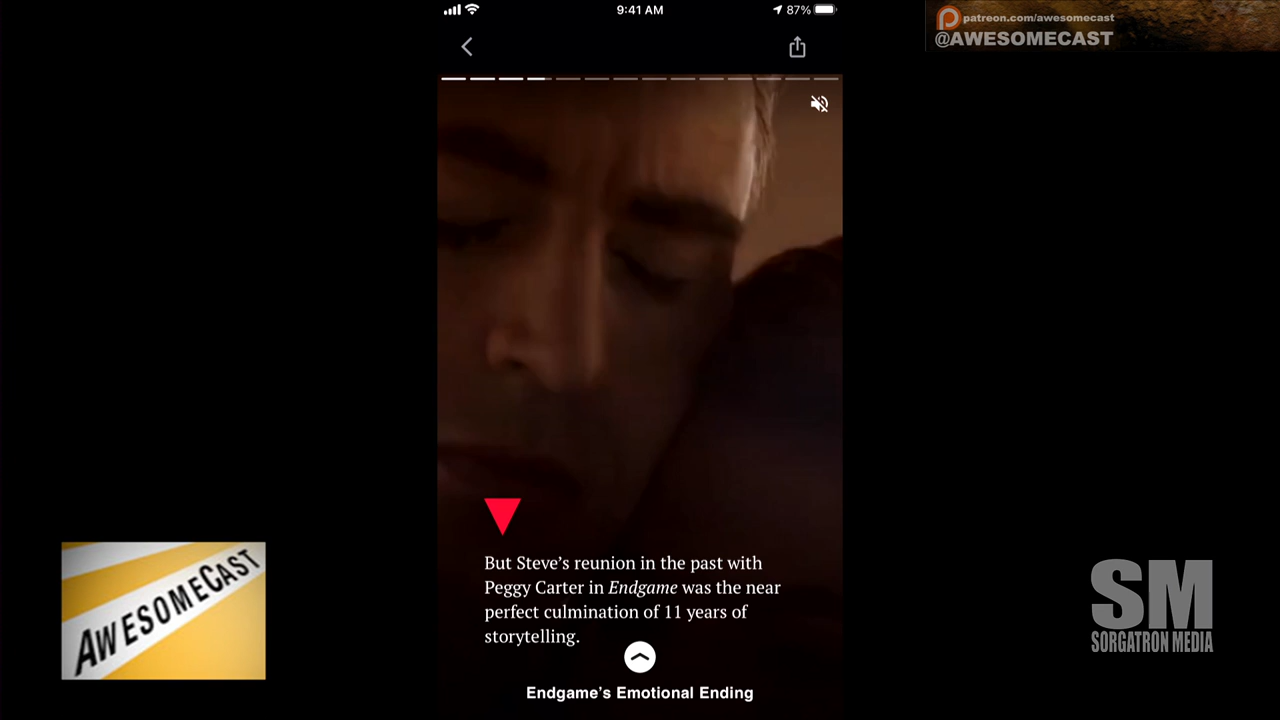 9:41 AM
87%
patreon.com/awesomecast
@AWESOMECAST
But Steve’s reunion in the past with
Peggy Carter in Endgame was the near
perfect culmination of 11 years of
storytelling.
Endgame’s Emotional Ending
AWESOMECAST
SM
SORGATRON MEDIA